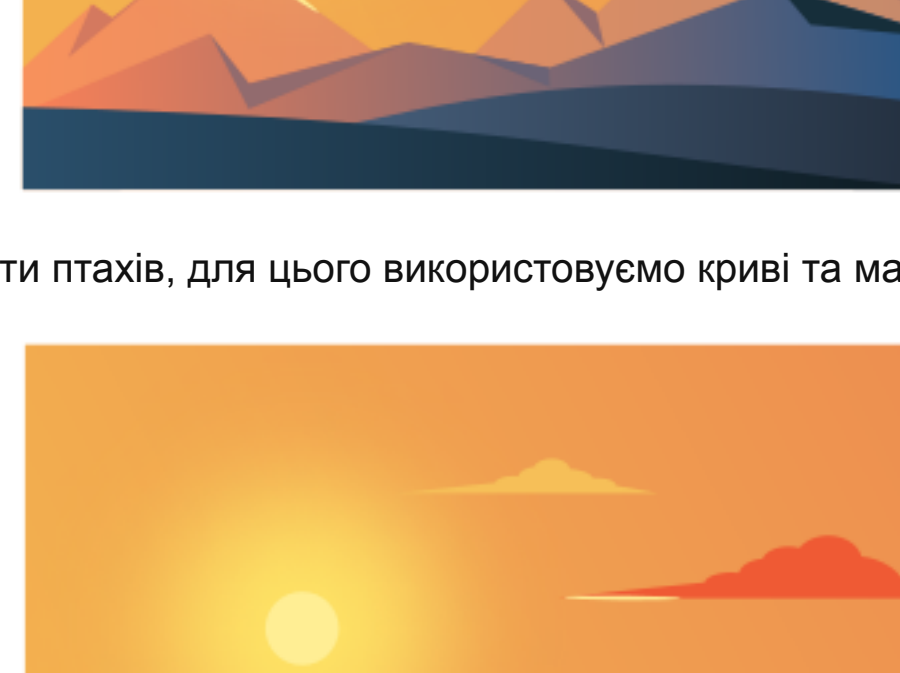 ти птахів, для цього використовуємо криві та ма